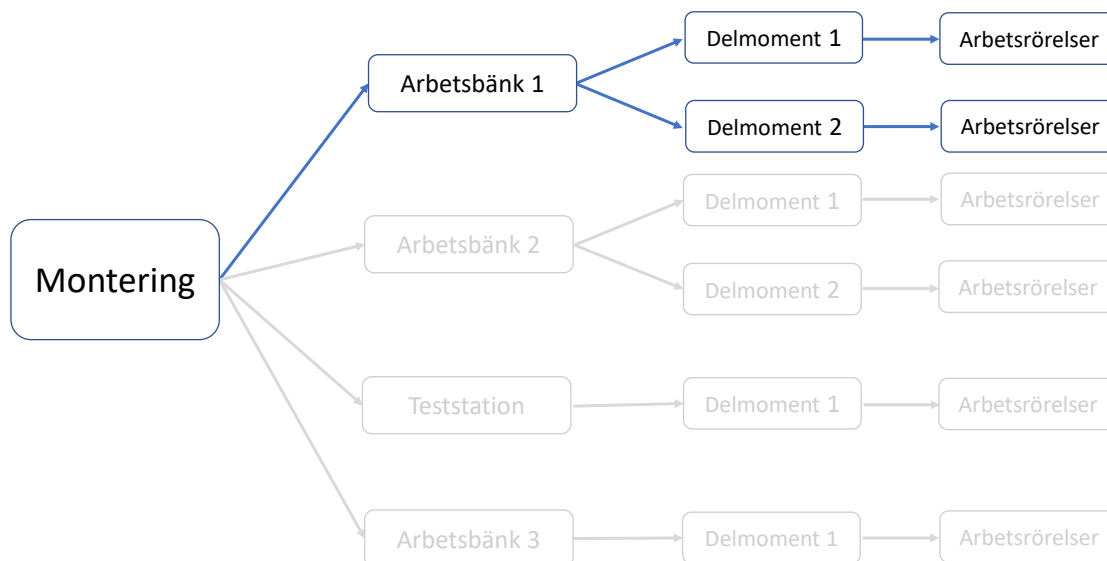 Montering
Arbetsbänk 1
Delmoment 1
Arbetsrörelser
Delmoment 2
Arbetsrörelser
Arbetsbänk 2
Delmoment 1
Arbetsrörelser
Delmoment 2
Arbetsrörelser
Teststation
Delmoment 1
Arbetsrörelser
Arbetsbänk 3
Delmoment 1
Arbetsrörelser